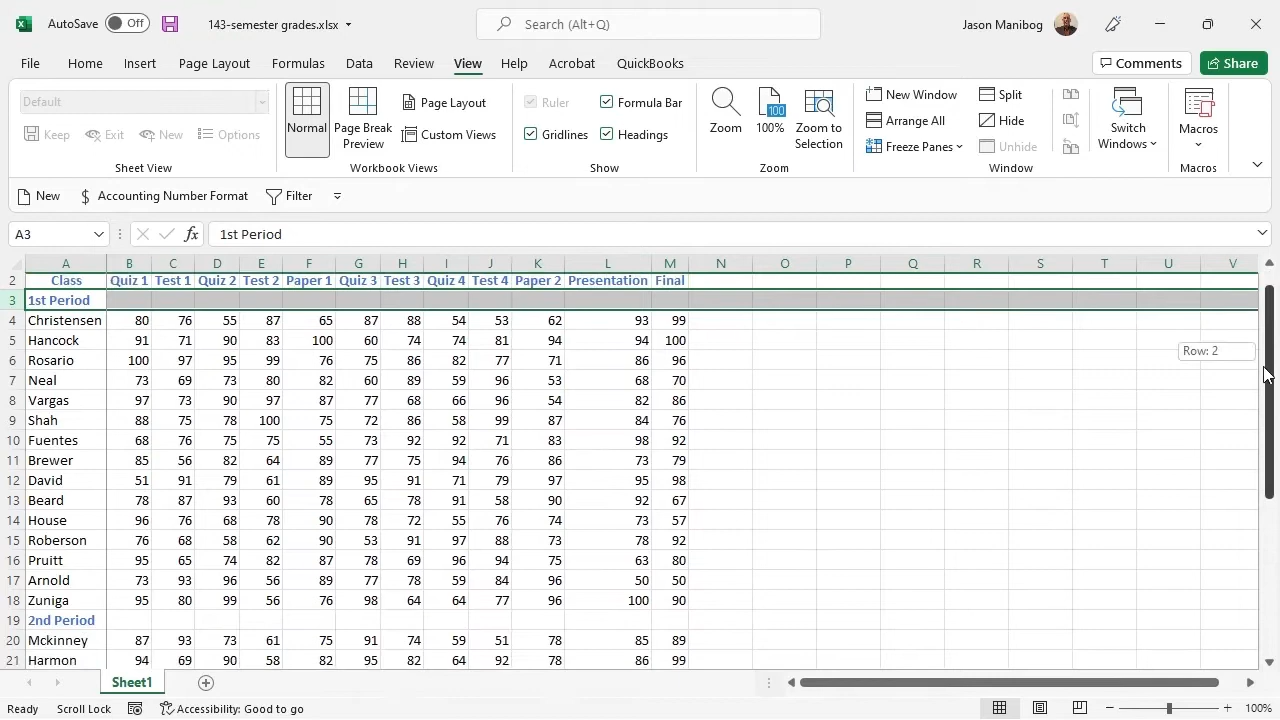 AutoSave Off 143-semester grades.xlsx Search (Alt+Q) Jason Manibog
File Home Insert Page Layout Formulas Data Review View Help Acrobat QuickBooks Comments Share
Default
Keep Exit New Options
Sheet View
Normal
Page Break Preview
Page Layout
Custom Views
Workbook Views
Ruler Formula Bar
Gridlines Headings
Show
Zoom
100
100%
Zoom to Selection
Zoom
New Window
Arrange All
Freeze Panes
Split
Hide
Unhide
Switch Windows
Window
Macros
Macros
New $ Accounting Number Format Filter
A3 fx 1st Period
A B C D E F G H I J K L M N O P Q R S T U V
2 Class Quiz 1 Test 1 Quiz 2 Test 2 Paper 1 Quiz 3 Test 3 Quiz 4 Test 4 Paper 2 Presentation Final
3 1st Period
4 Christensen 80 76 55 87 65 87 88 54 53 62 93 99
5 Hancock 91 71 90 83 100 60 74 74 81 94 94 100
6 Rosario 100 97 95 99 76 75 86 82 77 71 86 96
Row: 2
7 Neal 73 69 73 80 82 60 89 59 96 53 68 70
8 Vargas 97 73 90 97 87 77 68 66 96 54 82 86
9 Shah 88 75 78 100 75 72 86 58 99 87 84 76
10 Fuentes 68 76 75 75 55 73 92 92 71 83 98 92
11 Brewer 85 56 82 64 89 77 75 94 76 86 73 79
12 David 51 91 79 61 89 95 91 71 79 97 95 98
13 Beard 78 87 93 60 78 65 78 91 58 90 92 67
14 House 96 76 68 78 90 78 72 55 76 74 73 57
15 Roberson 76 68 58 62 90 53 91 97 88 73 78 92
16 Pruitt 95 65 74 82 87 78 69 96 94 75 63 80
17 Arnold 73 93 96 56 89 77 78 59 84 96 50 50
18 Zuniga 95 80 99 56 76 98 64 64 77 96 100 90
19 2nd Period
20 Mckinney 87 93 73 61 75 91 74 59 51 78 85 89
21 Harmon 94 69 90 58 82 95 82 64 92 78 86 99
Sheet1
Ready Scroll Lock Accessibility: Good to go 100%